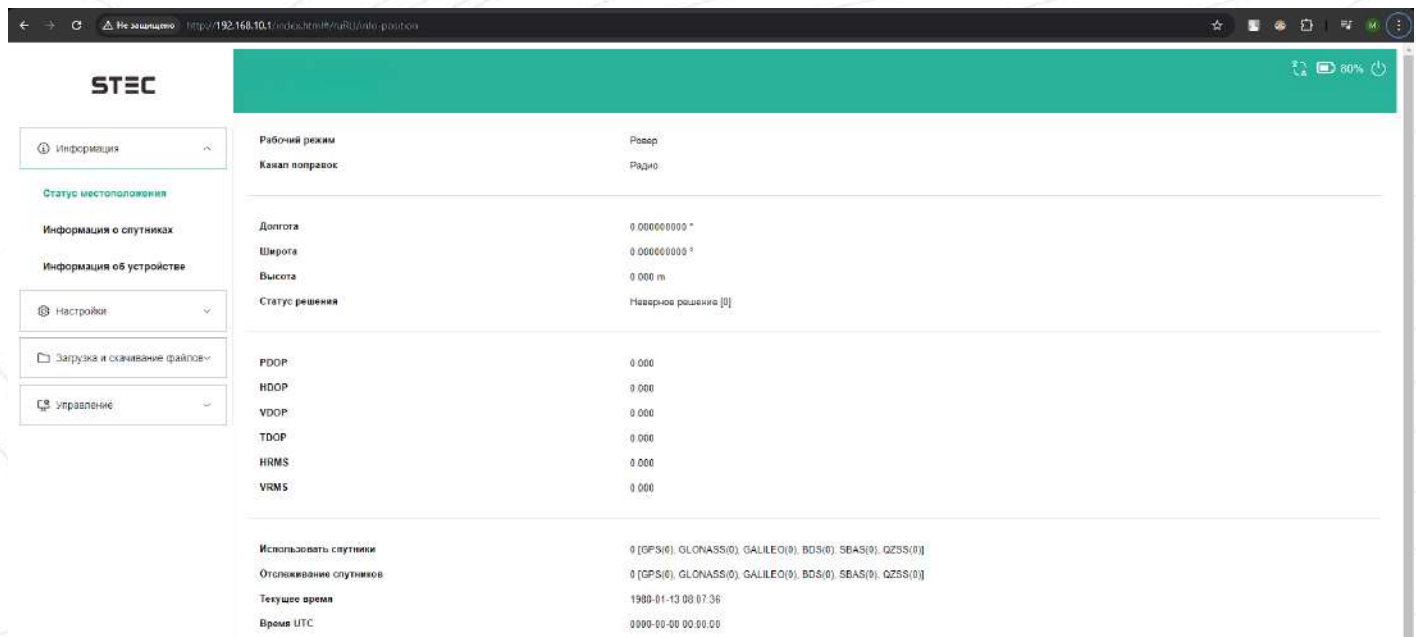 Не защищено http://192.168.10.1/index.html#/ruRU/info-position
M
STEC
80%
Информация
Статус местоположения
Информация о спутниках
Информация об устройстве
Настройки
Загрузка и скачивание файлов
Управление
Рабочий режим Ровер
Канал поправок Радио
Долгота 0.000000000 °
Широта 0.000000000 °
Высота 0.000 m
Статус решения Неверное решение [0]
PDOP 0.000
HDOP 0.000
VDOP 0.000
TDOP 0.000
HRMS 0.000
VRMS 0.000
Использовать спутники 0 [GPS(0), GLONASS(0), GALILEO(0), BDS(0), SBAS(0), QZSS(0)]
Отслеживание спутников 0 [GPS(0), GLONASS(0), GALILEO(0), BDS(0), SBAS(0), QZSS(0)]
Текущее время 1980-01-13 08:07:36
Время UTC 0000-00-00 00:00:00